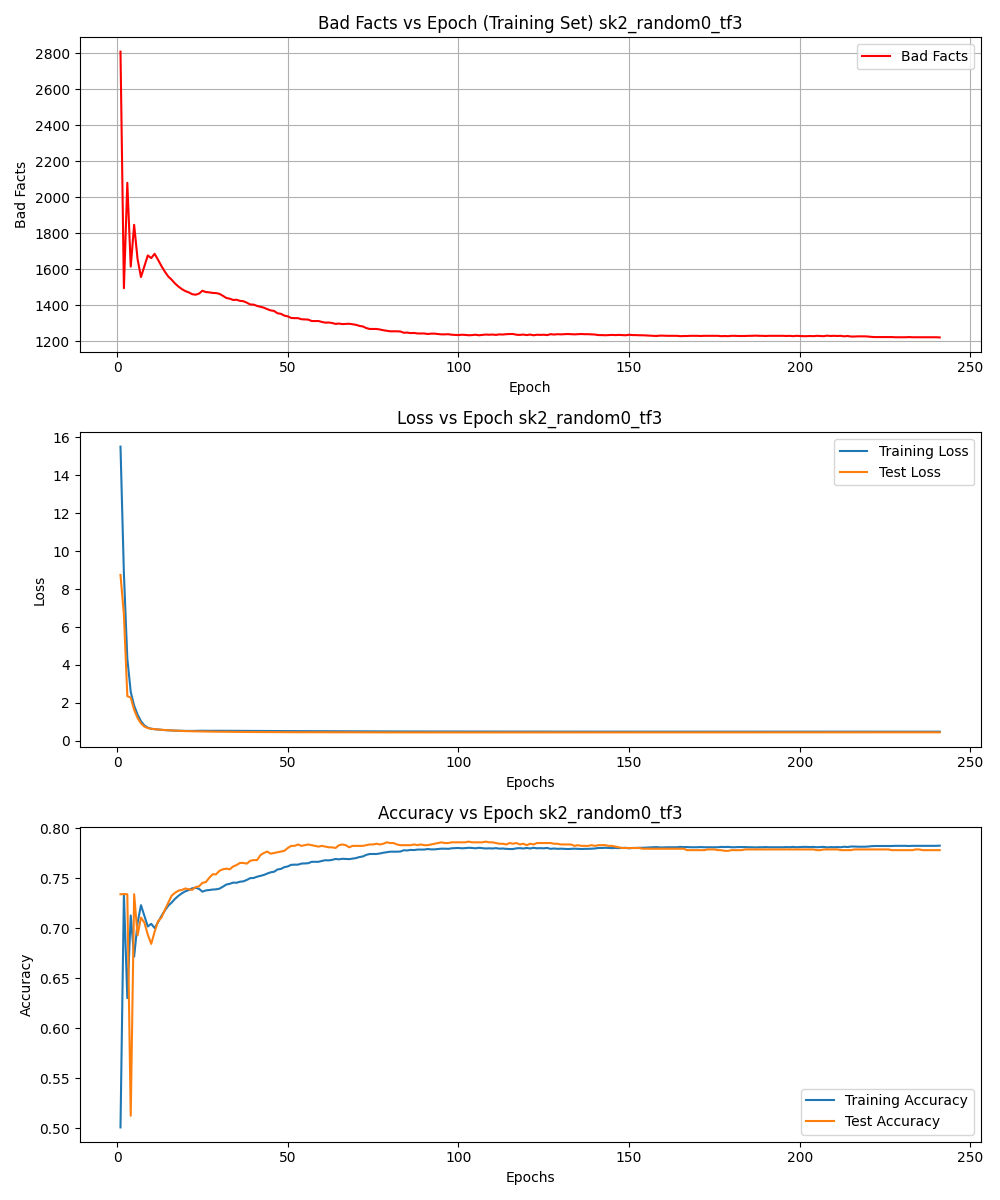 Bad Facts vs Epoch (Training Set) sk2_random0_tf3
Bad Facts
2800
2600
2400
2200
2000
1800
1600
1400
1200
Bad Facts
0 50 100 150 200 250
Epoch
Loss vs Epoch sk2_random0_tf3
Training Loss
Test Loss
16
14
12
10
8
6
4
2
0
Loss
0 50 100 150 200 250
Epochs
Accuracy vs Epoch sk2_random0_tf3
0.80
0.75
0.70
0.65
0.60
0.55
0.50
Accuracy
Training Accuracy
Test Accuracy
0 50 100 150 200 250
Epochs